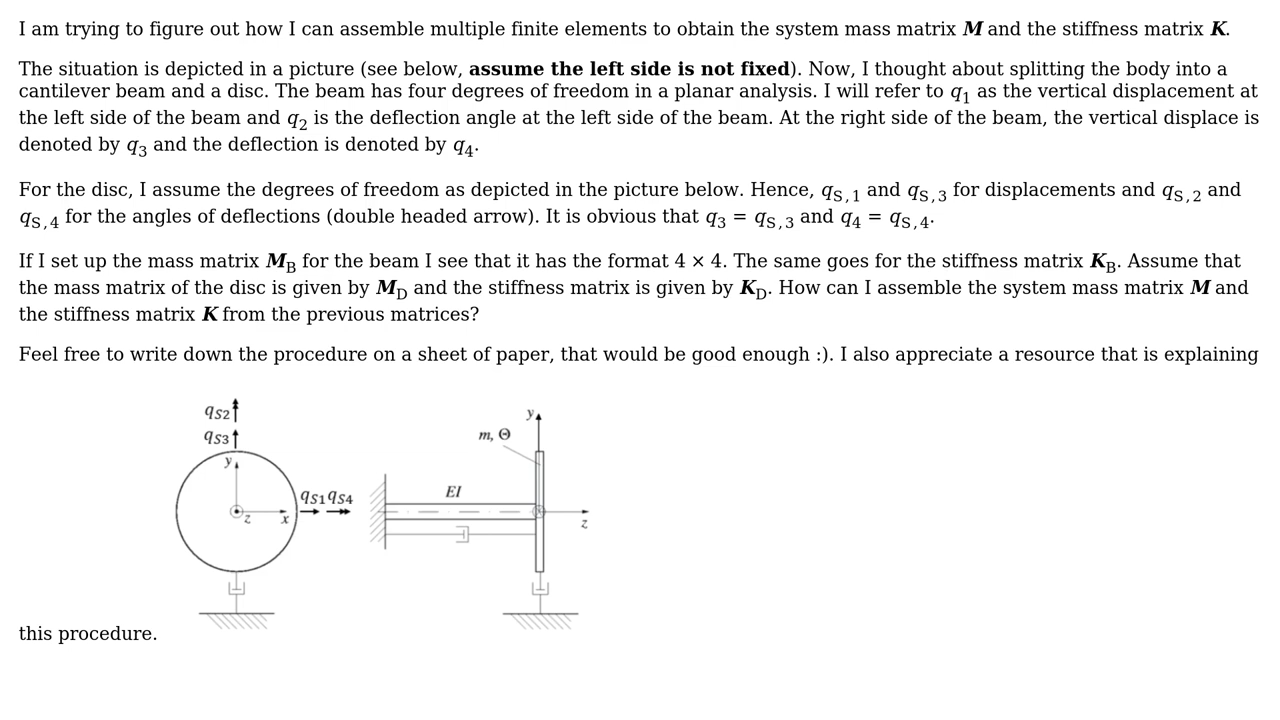 I am trying to figure out how I can assemble multiple finite elements to obtain the system mass matrix M and the stiffness matrix K.
The situation is depicted in a picture (see below, assume the left side is not fixed). Now, I thought about splitting the body into a
cantilever beam and a disc. The beam has four degrees of freedom in a planar analysis. I will refer to q1 as the vertical displacement at
the left side of the beam and q2 is the deflection angle at the left side of the beam. At the right side of the beam, the vertical displace is
denoted by q3 and the deflection is denoted by q4.
For the disc, I assume the degrees of freedom as depicted in the picture below. Hence, qS,1 and qS,3 for displacements and qS,2 and
qS,4 for the angles of deflections (double headed arrow). It is obvious that q3 = qS,3 and q4 = qS,4.
If I set up the mass matrix MB for the beam I see that it has the format 4 × 4. The same goes for the stiffness matrix KB. Assume that
the mass matrix of the disc is given by MD and the stiffness matrix is given by KD. How can I assemble the system mass matrix M and
the stiffness matrix K from the previous matrices?
Feel free to write down the procedure on a sheet of paper, that would be good enough :). I also appreciate a resource that is explaining
qS2
qS3
y
z
x
qS1 qS4
y
m, Θ
EI
z
this procedure.